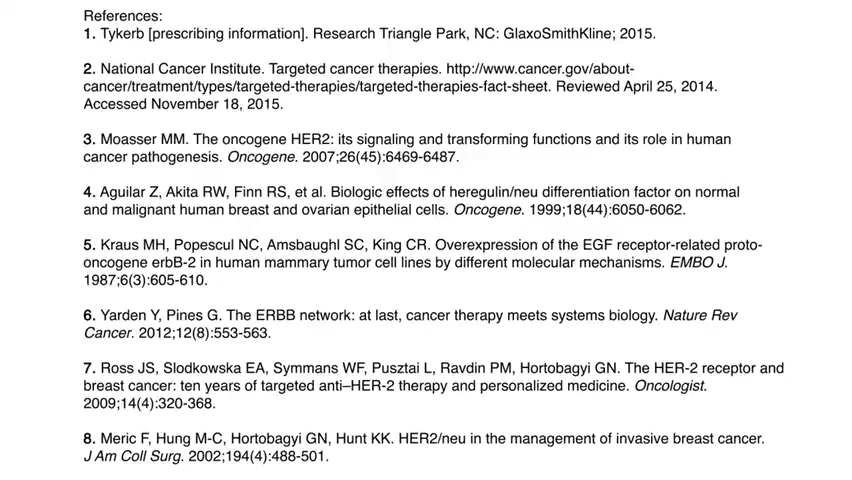 References:
1. Tykerb [prescribing information]. Research Triangle Park, NC: GlaxoSmithKline; 2015.
2. National Cancer Institute. Targeted cancer therapies. http://www.cancer.gov/about-
cancer/treatment/types/targeted-therapies/targeted-therapies-fact-sheet. Reviewed April 25, 2014.
Accessed November 18, 2015.
3. Moasser MM. The oncogene HER2: its signaling and transforming functions and its role in human
cancer pathogenesis. Oncogene. 2007;26(45):6469-6487.
4. Aguilar Z, Akita RW, Finn RS, et al. Biologic effects of heregulin/neu differentiation factor on normal
and malignant human breast and ovarian epithelial cells. Oncogene. 1999;18(44):6050-6062.
5. Kraus MH, Popescul NC, Amsbaughl SC, King CR. Overexpression of the EGF receptor-related proto-
oncogene erbB-2 in human mammary tumor cell lines by different molecular mechanisms. EMBO J.
1987;6(3):605-610.
6. Yarden Y, Pines G. The ERBB network: at last, cancer therapy meets systems biology. Nature Rev
Cancer. 2012;12(8):553-563.
7. Ross JS, Slodkowska EA, Symmans WF, Pusztai L, Ravdin PM, Hortobagyi GN. The HER-2 receptor and
breast cancer: ten years of targeted anti–HER-2 therapy and personalized medicine. Oncologist.
2009;14(4):320-368.
8. Meric F, Hung M-C, Hortobagyi GN, Hunt KK. HER2/neu in the management of invasive breast cancer.
J Am Coll Surg. 2002;194(4):488-501.